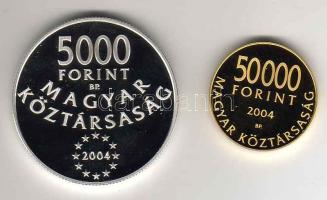 5000
FORINT
BP.
MAGYAR
KÖZTÁRSASÁG
2004
50000
FORINT
2004
BP.
MAGYAR KÖZTÁRSASÁG